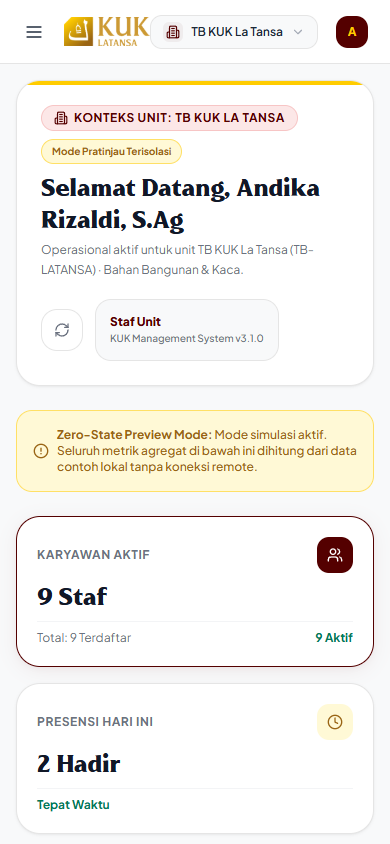 KUK
LATANSA
TB KUK La Tansa
A
KONTEKS UNIT: TB KUK LA TANSA
Mode Pratinjau Terisolasi
Selamat Datang, Andika
Rizaldi, S.Ag
Operasional aktif untuk unit TB KUK La Tansa (TB-
LATANSA) · Bahan Bangunan & Kaca.
Staf Unit
KUK Management System v3.1.0
Zero-State Preview Mode: Mode simulasi aktif.
Seluruh metrik agregat di bawah ini dihitung dari data
contoh lokal tanpa koneksi remote.
KARYAWAN AKTIF
9 Staf
Total: 9 Terdaftar
9 Aktif
PRESENSI HARI INI
2 Hadir
Tepat Waktu